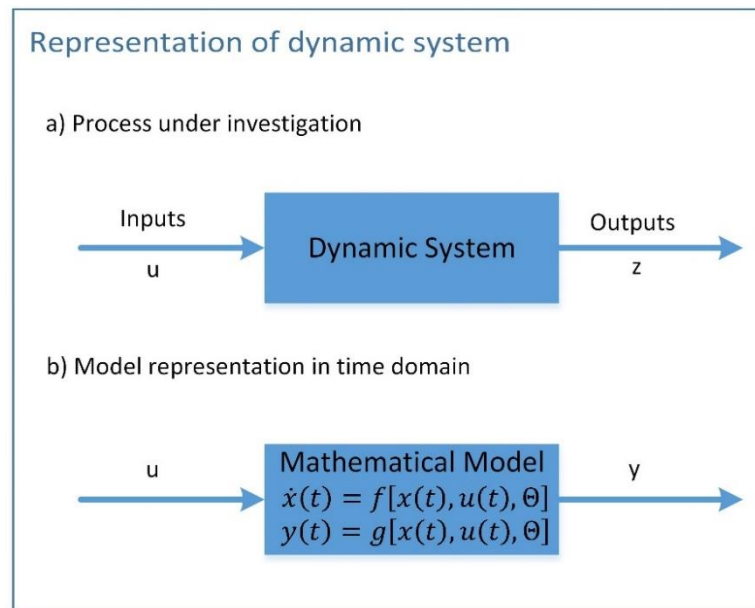 Representation of dynamic system
a) Process under investigation
Inputs
u
Dynamic System
Outputs
z
b) Model representation in time domain
u
Mathematical Model
ẋ(t) = f[x(t), u(t), Θ]
y(t) = g[x(t), u(t), Θ]
y